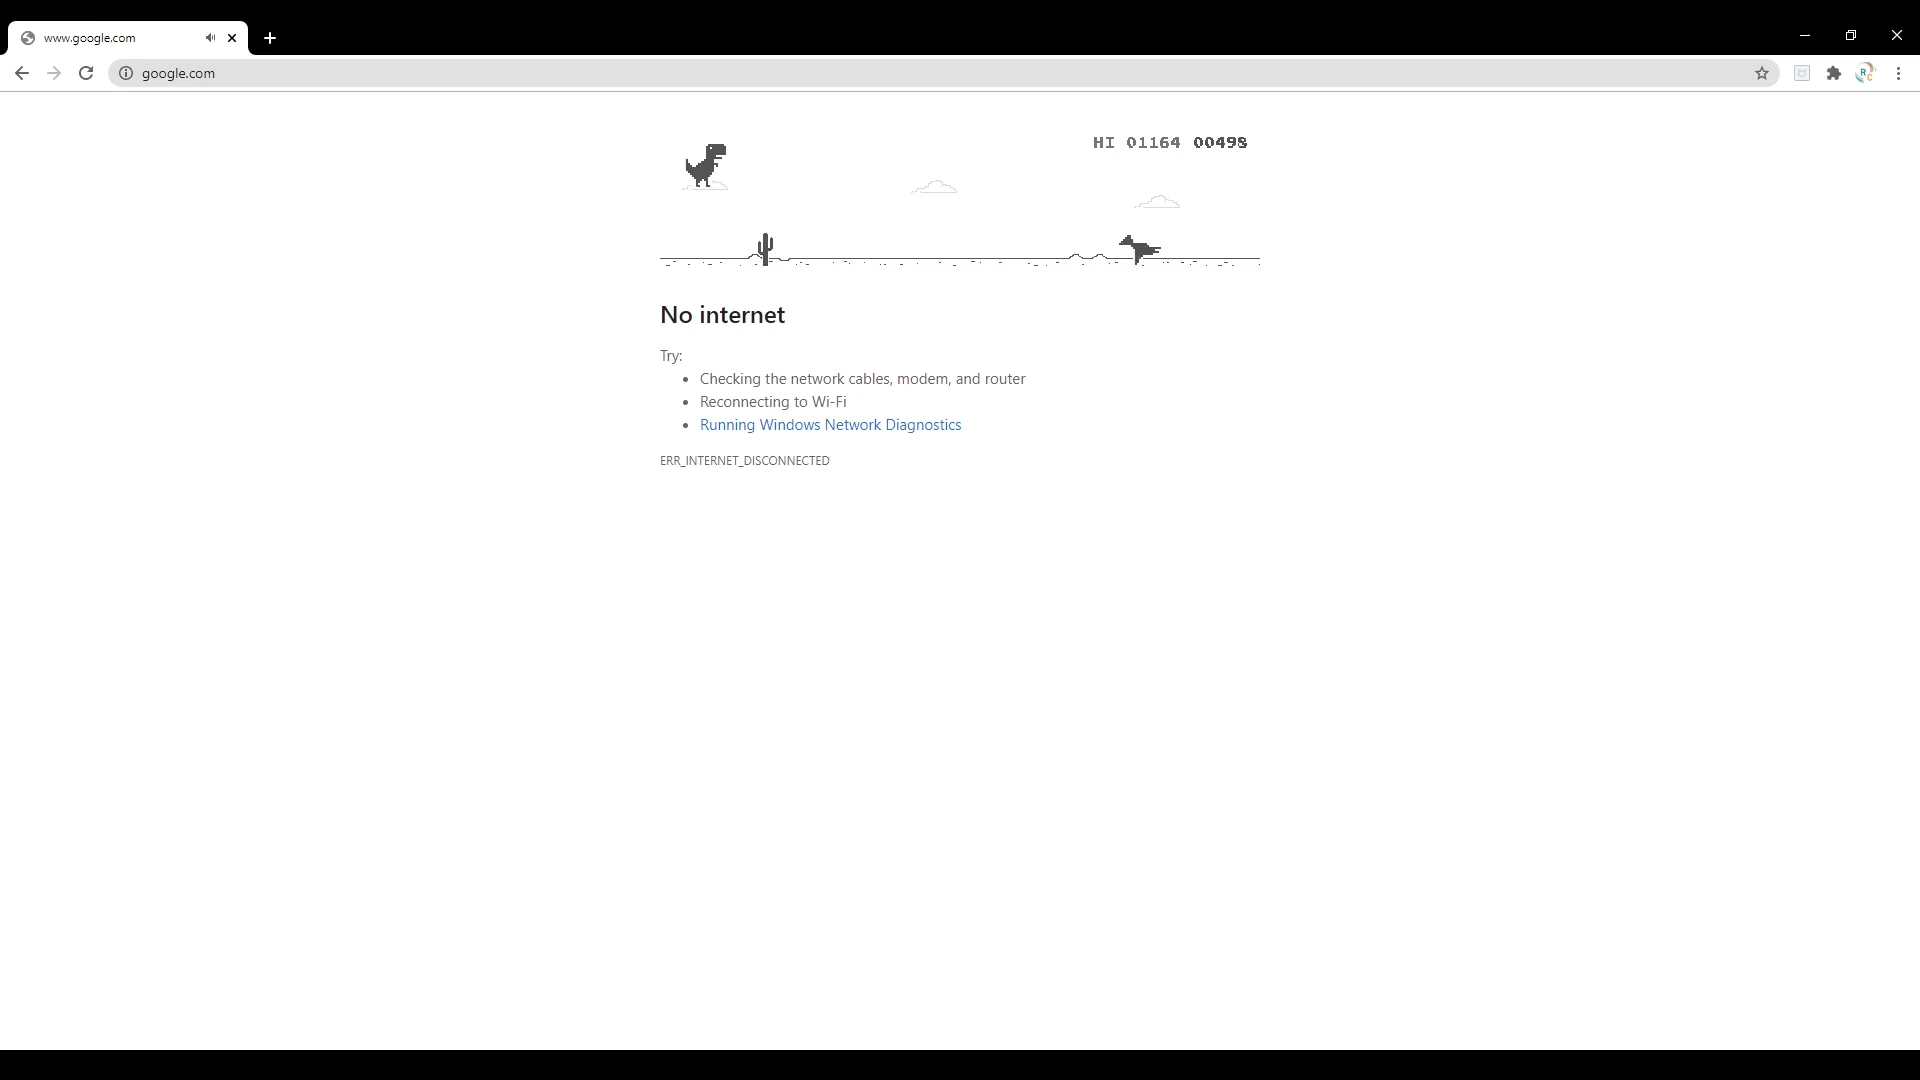 www.google.com
google.com
HI 01164 00498
No internet
Try:
Checking the network cables, modem, and router
Reconnecting to Wi-Fi
Running Windows Network Diagnostics
ERR_INTERNET_DISCONNECTED